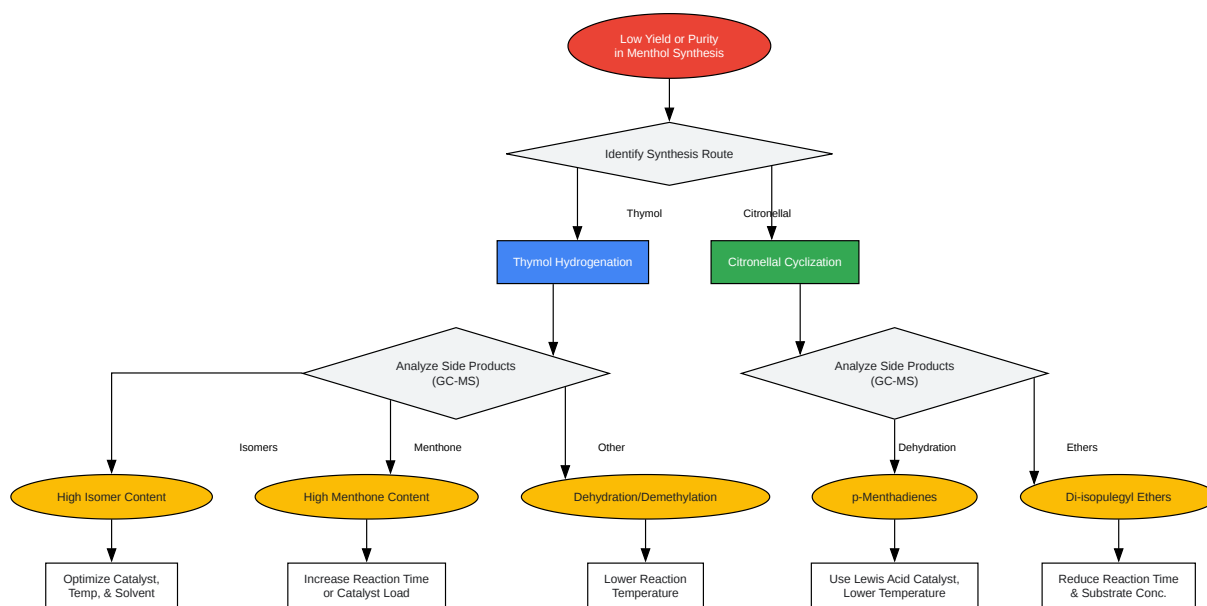 Low Yield or Purity
in Menthol Synthesis
Identify Synthesis Route
Thymol
Citronellal
Thymol Hydrogenation
Citronellal Cyclization
Analyze Side Products
(GC-MS)
Analyze Side Products
(GC-MS)
Isomers
Menthone
Other
Dehydration
Ethers
High Isomer Content
High Menthone Content
Dehydration/Demethylation
p-Menthadienes
Di-isopulegyl Ethers
Optimize Catalyst,
Temp, & Solvent
Increase Reaction Time
or Catalyst Load
Lower Reaction
Temperature
Use Lewis Acid Catalyst,
Lower Temperature
Reduce Reaction Time
& Substrate Conc.